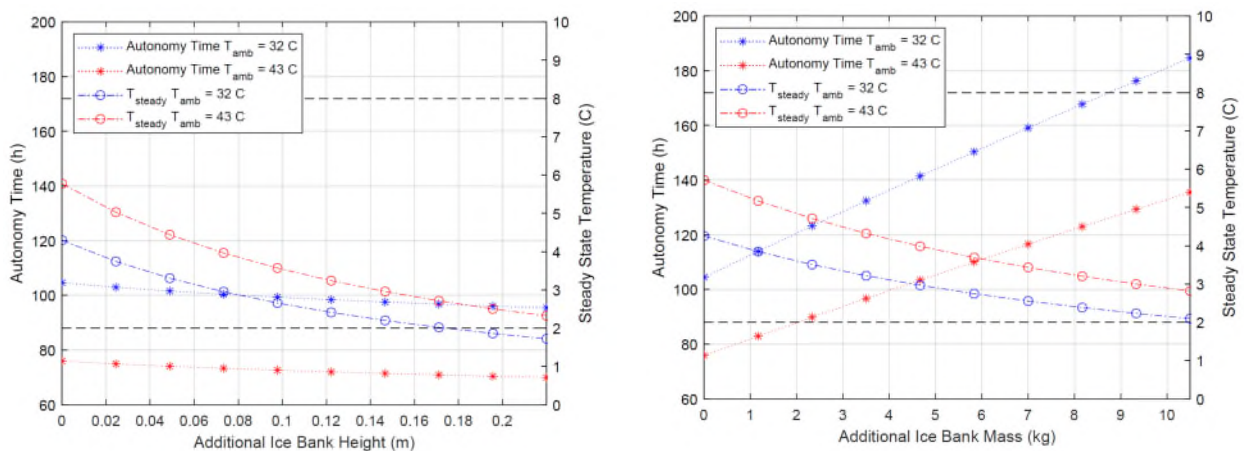 200
180
160
140
120
100
80
60
Autonomy Time (h)
Autonomy Time T_amb = 32 C
Autonomy Time T_amb = 43 C
T_steady T_amb = 32 C
T_steady T_amb = 43 C
10
9
8
7
6
5
4
3
2
1
0
Steady State Temperature (C)
0 0.02 0.04 0.06 0.08 0.1 0.12 0.14 0.16 0.18 0.2
Additional Ice Bank Height (m)
200
180
160
140
120
100
80
60
Autonomy Time (h)
Autonomy Time T_amb = 32 C
Autonomy Time T_amb = 43 C
T_steady T_amb = 32 C
T_steady T_amb = 43 C
10
9
8
7
6
5
4
3
2
1
0
Steady State Temperature (C)
0 1 2 3 4 5 6 7 8 9 10
Additional Ice Bank Mass (kg)